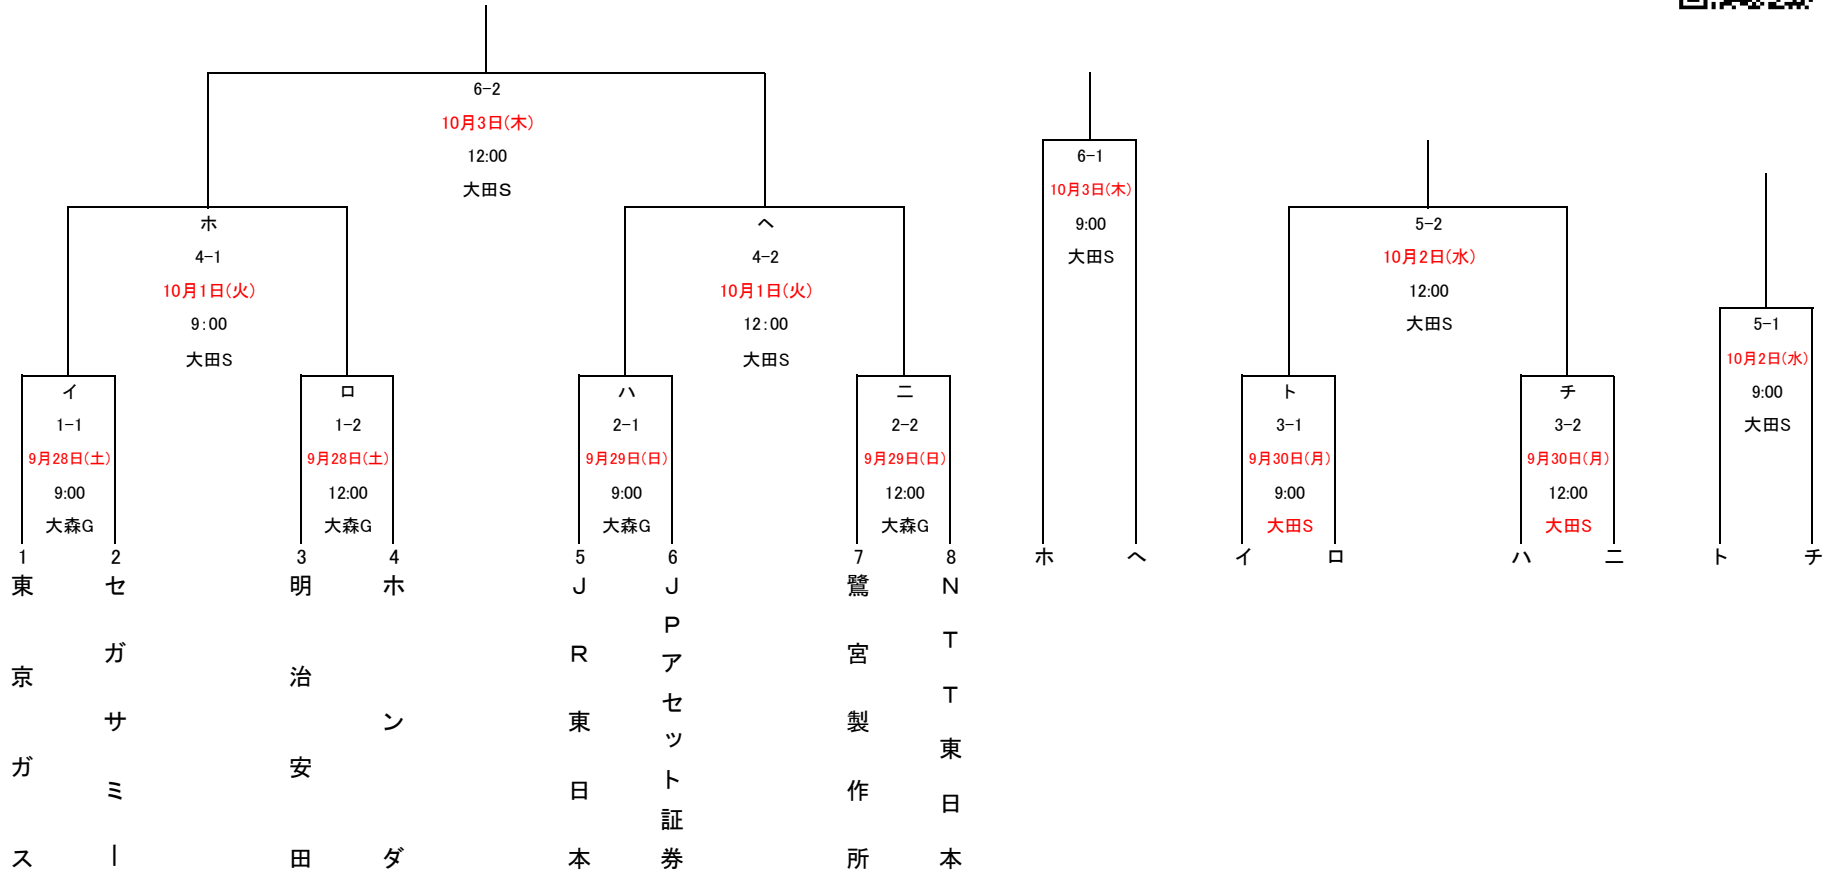 6-2
10月3日(木)
12:00
大田S
ホ
4-1
10月1日(火)
9:00
大田S
ヘ
4-2
10月1日(火)
12:00
大田S
イ
1-1
9月28日(土)
9:00
大森G
ロ
1-2
9月28日(土)
12:00
大森G
ハ
2-1
9月29日(日)
9:00
大森G
ニ
2-2
9月29日(日)
12:00
大森G
1
東京ガス
2
セガサミー
3
明治安田
4
ホンダ
5
JR東日本
6
JPアセット証券
7
鷺宮製作所
8
NTT東日本
6-1
10月3日(木)
9:00
大田S
ホ ヘ
5-2
10月2日(水)
12:00
大田S
ト
3-1
9月30日(月)
9:00
大田S
イ ロ
チ
3-2
9月30日(月)
12:00
大田S
ハ ニ
5-1
10月2日(水)
9:00
大田S
ト チ